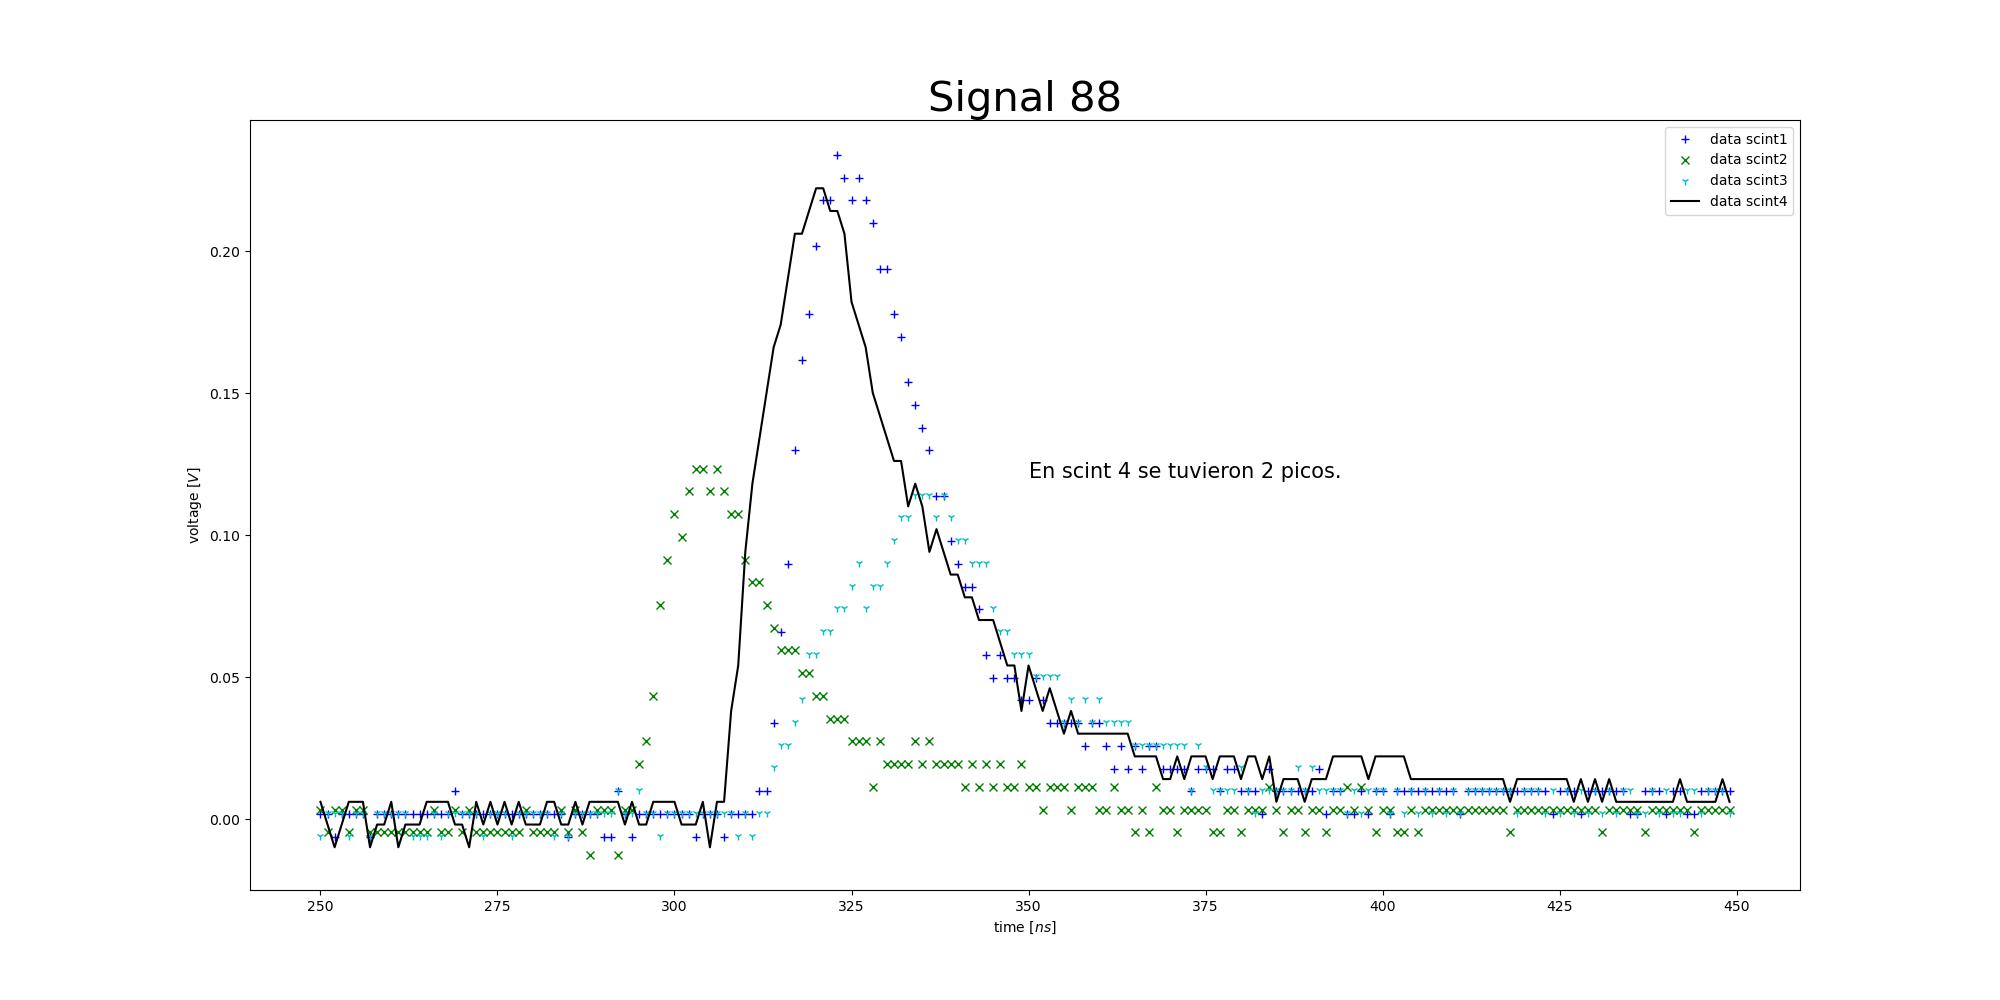 Signal 88
data scint1
data scint2
data scint3
data scint4
0.20
0.15
En scint 4 se tuvieron 2 picos.
voltage [V]
0.10
0.05
0.00
250 275 300 325 350 375 400 425 450
time [ns]